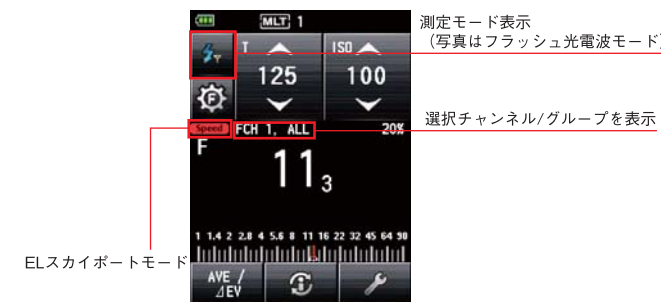 MLT 1
測定モード表示
(写真はフラッシュ光電波モード)
T
ISO
125
100
F
選択チャンネル/グループを表示
Speed
FCH 1, ALL
20%
F
11 3
1 1.4 2 2.8 4 5.6 8 11 16 22 32 45 64 90
ELスカイポートモード
AVE /
⊿EV